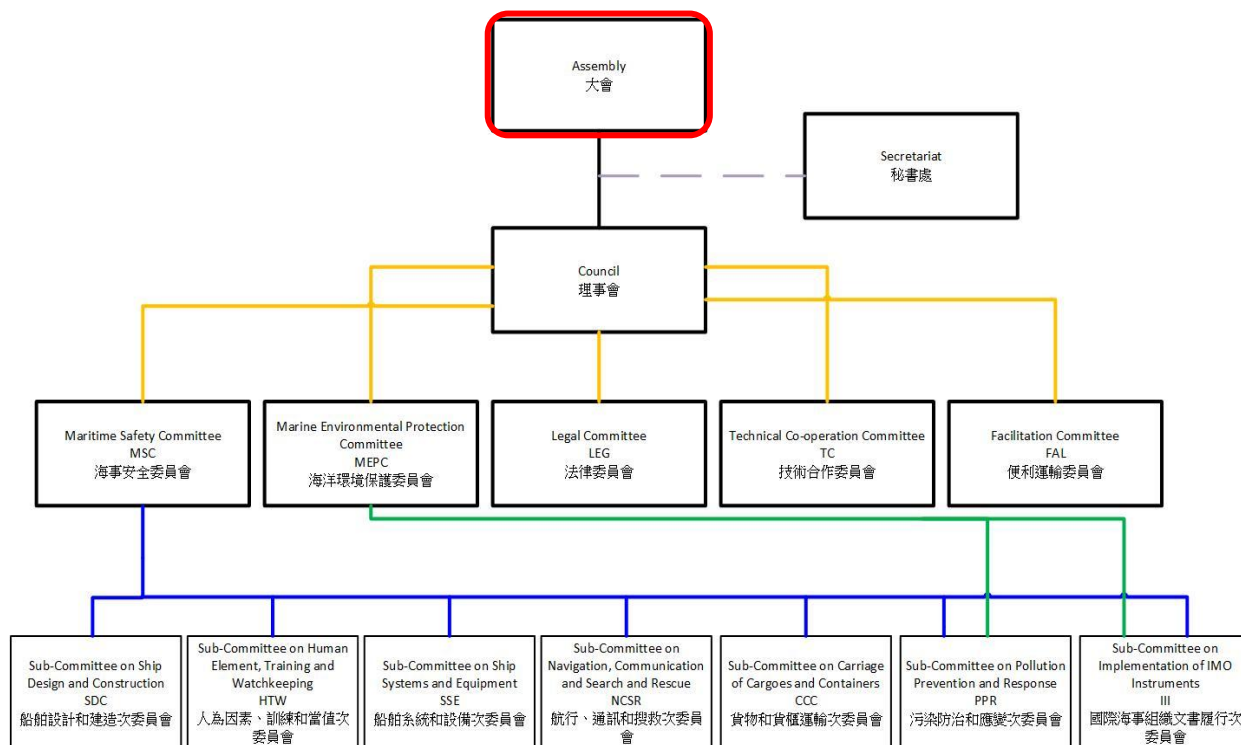 Assembly
大會
Secretariat
秘書處
Council
理事會
Maritime Safety Committee
MSC
海事安全委員會
Marine Environmental Protection
Committee
MEPC
海洋環境保護委員會
Legal Committee
LEG
法律委員會
Technical Co-operation Committee
TC
技術合作委員會
Facilitation Committee
FAL
便利運輸委員會
Sub-Committee on Ship
Design and Construction
SDC
船舶設計和建造次委員會
Sub-Committee on Human
Element, Training and
Watchkeeping
HTW
人為因素、訓練和當值次
委員會
Sub-Committee on Ship
Systems and Equipment
SSE
船舶系統和設備次委員會
Sub-Committee on
Navigation, Communication
and Search and Rescue
NCSR
航行、通訊和搜救次委員
會
Sub-Committee on Carriage
of Cargoes and Containers
CCC
貨物和貨櫃運輸次委員會
Sub-Committee on Pollution
Prevention and Response
PPR
污染防治和應變次委員會
Sub-Committee on
Implementation of IMO
Instruments
III
國際海事組織文書履行次
委員會